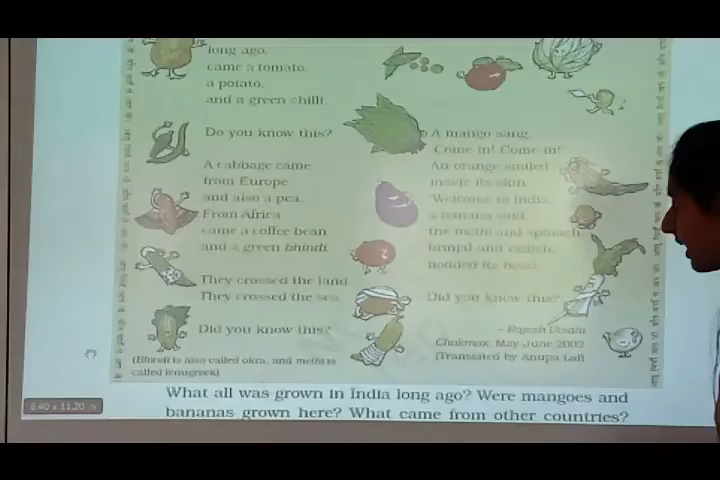 long ago,
came a tomato,
a potato,
and a green chilli
Do you know this?
A cabbage came
from Europe
and also a pea.
From Africa
came a coffee bean
and a green bhindi.
They crossed the land
They crossed the sea.
Did you know this?
(Bhindi is also called okra, and methi is
called fenugreek)
A mango sang
'Come in! Come in!'
An orange smiled
inside its skin.
'Welcome to India,
a banana said.
the methi and spinach,
brinjal and radish,
nodded its head.
Did you know this?
– Rajesh Utsahi
Chakmak, May-June 2002
(Translated by Anupa Lal)
What all was grown in India long ago? Were mangoes and
bananas grown here? What came from other countries?
8.40 x 11.20 in